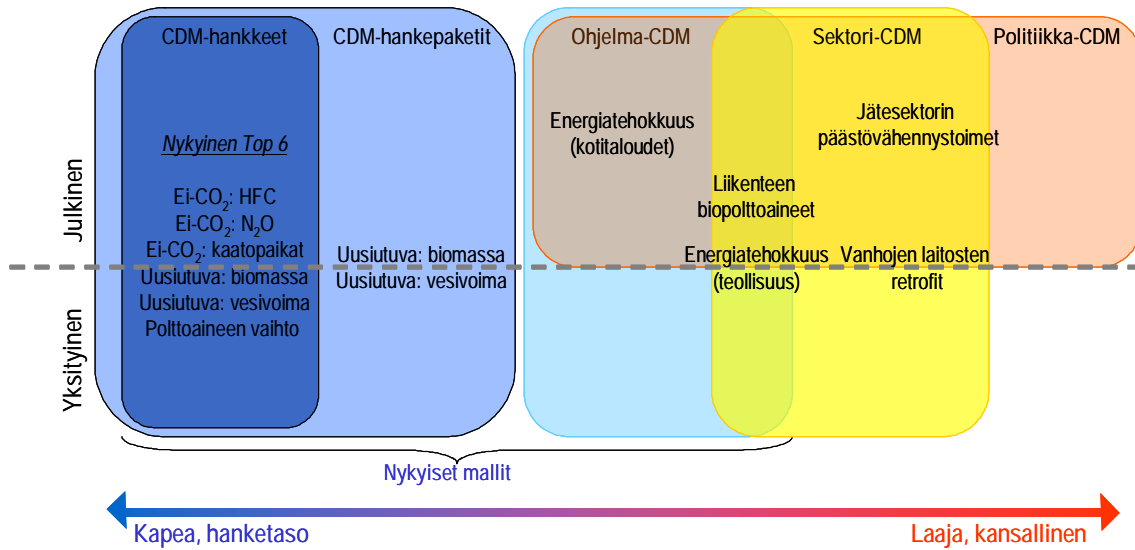 CDM-hankkeet
CDM-hankepaketit
Ohjelma-CDM
Sektori-CDM
Politiikka-CDM
Julkinen
Yksityinen
Nykyinen Top 6
Ei-CO₂: HFC
Ei-CO₂: N₂O
Ei-CO₂: kaatopaikat
Uusiutuva: biomassa
Uusiutuva: vesivoima
Polttoaineen vaihto
Uusiutuva: biomassa
Uusiutuva: vesivoima
Energiatehokkuus
(kotitaloudet)
Jätesektorin
päästövähennystoimet
Liikenteen
biopolttoaineet
Energiatehokkuus
(teollisuus)
Vanhojen laitosten
retrofit
Nykyiset mallit
Kapea, hanketaso
Laaja, kansallinen